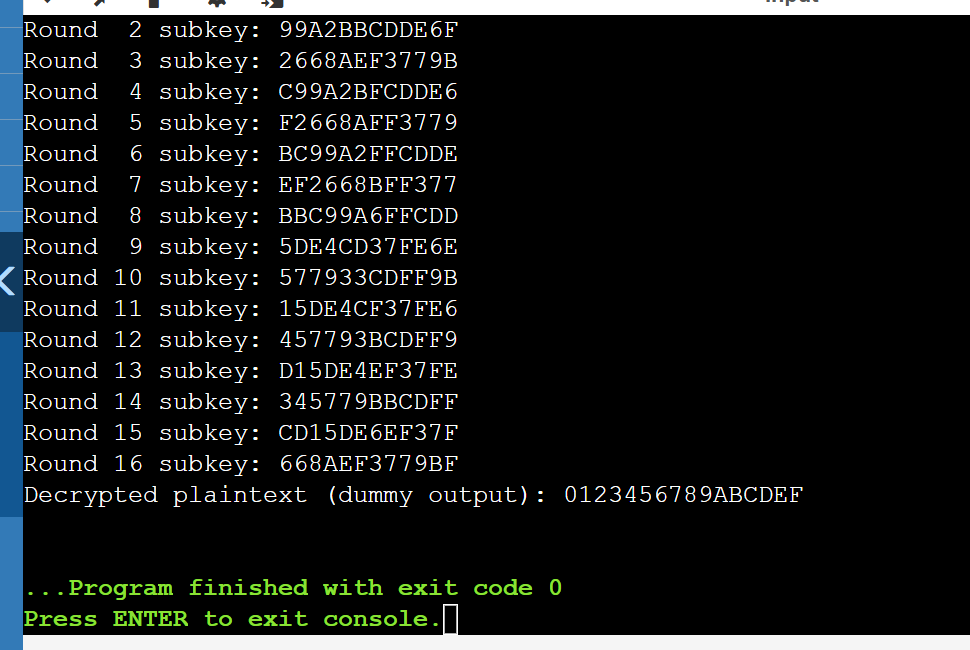 Round  2 subkey: 99A2BBCDDE6F
Round  3 subkey: 2668AEF3779B
Round  4 subkey: C99A2BFCDDE6
Round  5 subkey: F2668AFF3779
Round  6 subkey: BC99A2FFCDDE
Round  7 subkey: EF2668BFF377
Round  8 subkey: BBC99A6FFCDD
Round  9 subkey: 5DE4CD37FE6E
Round 10 subkey: 577933CDFF9B
Round 11 subkey: 15DE4CF37FE6
Round 12 subkey: 457793BCDFF9
Round 13 subkey: D15DE4EF37FE
Round 14 subkey: 345779BBCDFF
Round 15 subkey: CD15DE6EF37F
Round 16 subkey: 668AEF3779BF
Decrypted plaintext (dummy output): 0123456789ABCDEF
...Program finished with exit code 0
Press ENTER to exit console.